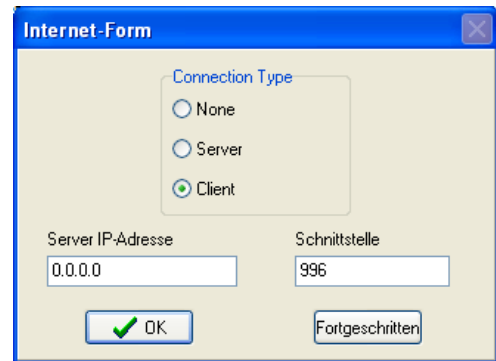 Internet-Form
Connection Type
None
Server
Client
Server IP-Adresse
Schnittstelle
0.0.0.0
996
OK
Fortgeschritten